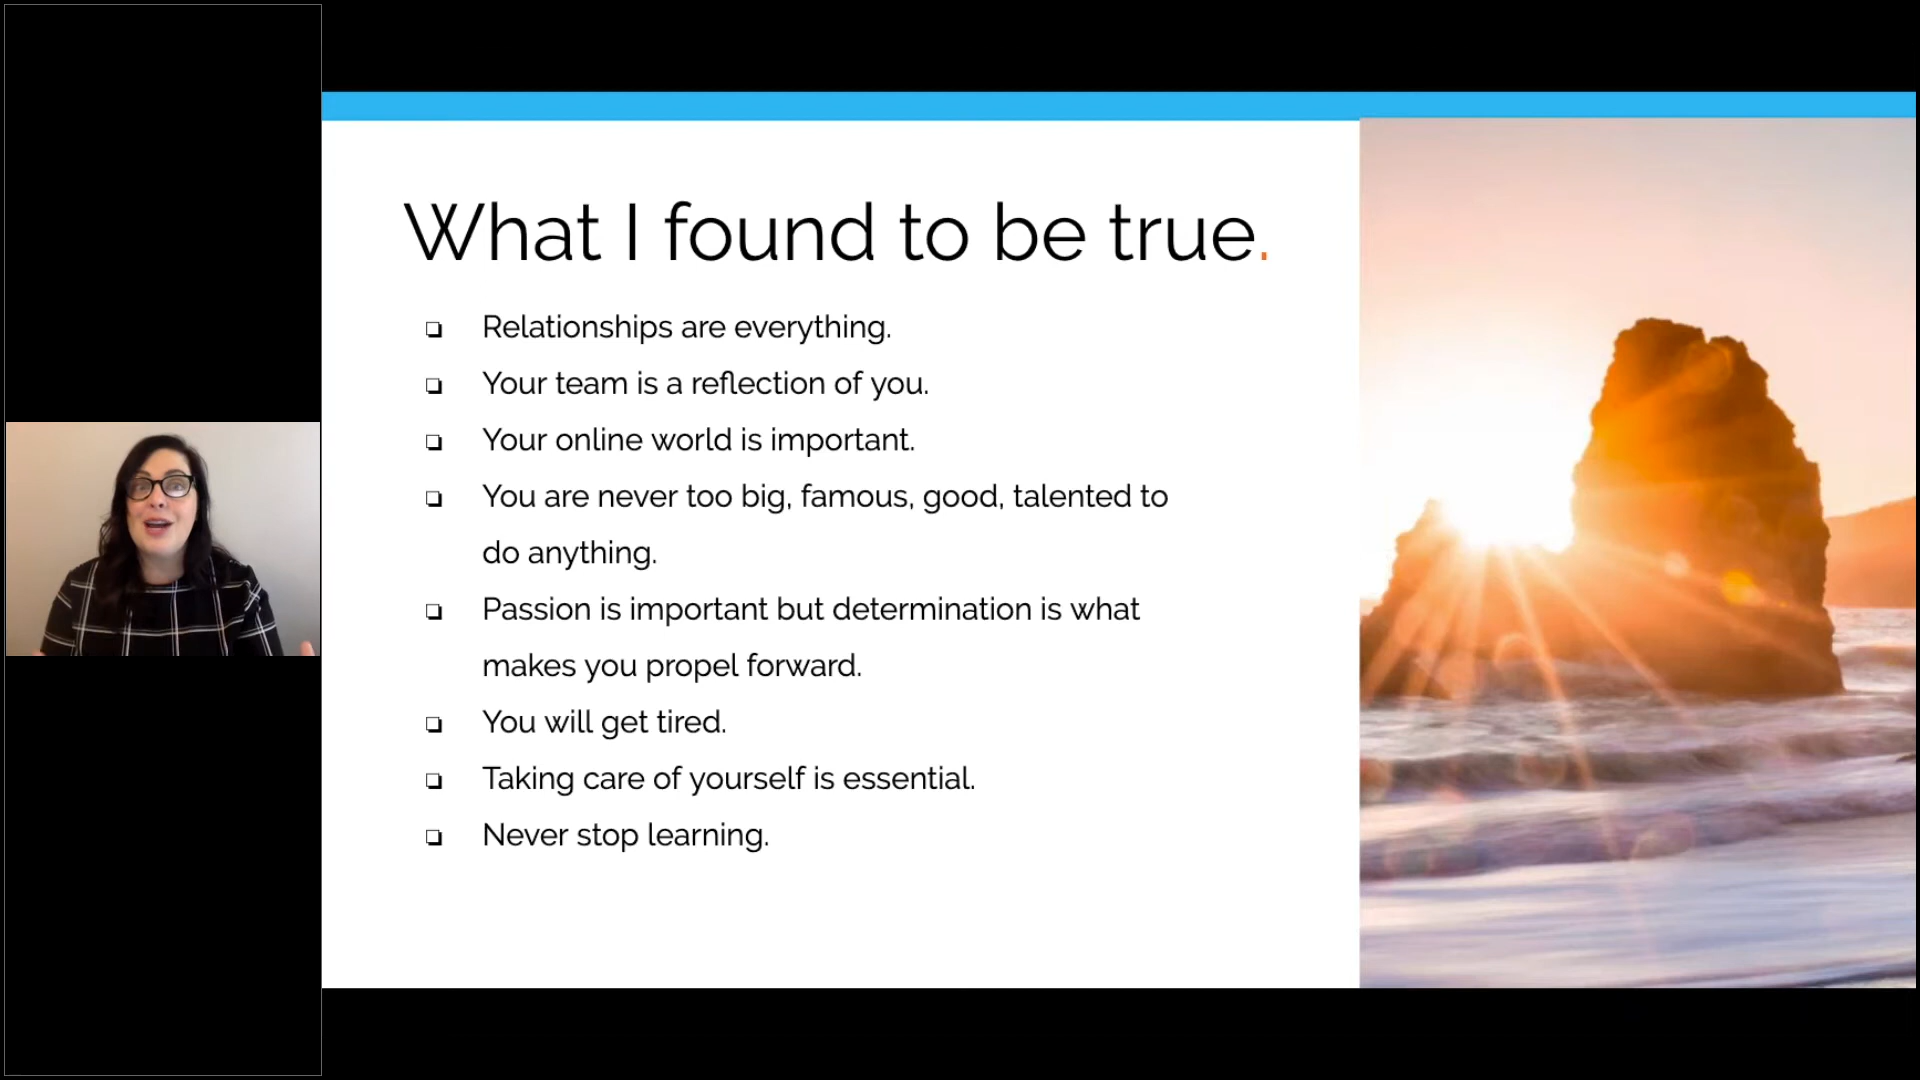 What I found to be true.
❏ Relationships are everything.
❏ Your team is a reflection of you.
❏ Your online world is important.
❏ You are never too big, famous, good, talented to
do anything.
❏ Passion is important but determination is what
makes you propel forward.
❏ You will get tired.
❏ Taking care of yourself is essential.
❏ Never stop learning.